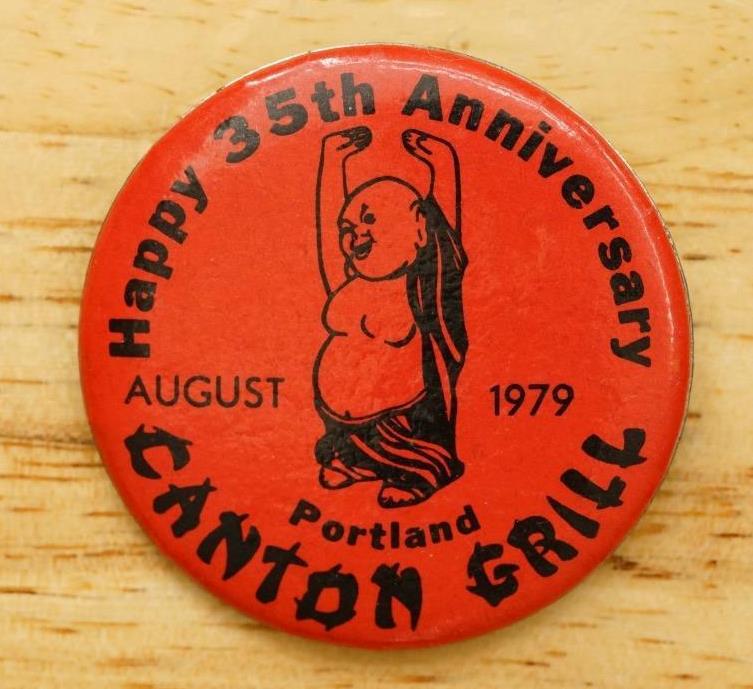 Happy 35th Anniversary
AUGUST 1979
Portland
CANTON GRILL